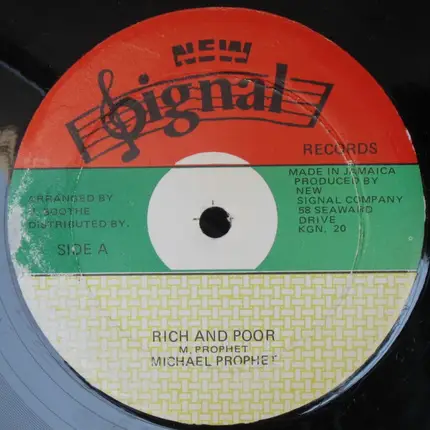 NEW
Signal
RECORDS
ARRANGED BY
BOOTHE
DISTRIBUTED BY.
SIDE A
MADE IN JAMAICA
PRODUCED BY
NEW
SIGNAL COMPANY
58 SEAWARD
DRIVE
KGN. 20
RICH AND POOR
M. PROPHET
MICHAEL PROPHET